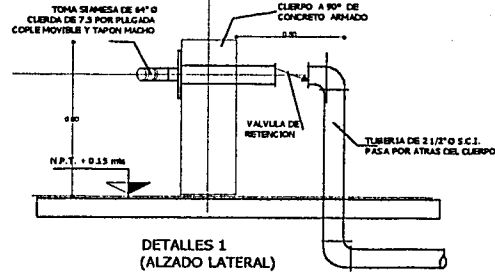 TOMA SIAMESA DE 64" O
CUERDA DE 7.5 POR PULGADA
COPLE MOVIBLE Y TAPON MACHO
CUERPO A 90° DE
CONCRETO ARMADO
0.50
VALVULA DE
RETENCION
TUBERIA DE 2 1/2" O S.C.I.
PASA POR ATRAS DEL CUERPO
N.P.T. + 0.15 mts
DETALLES 1
(ALZADO LATERAL)